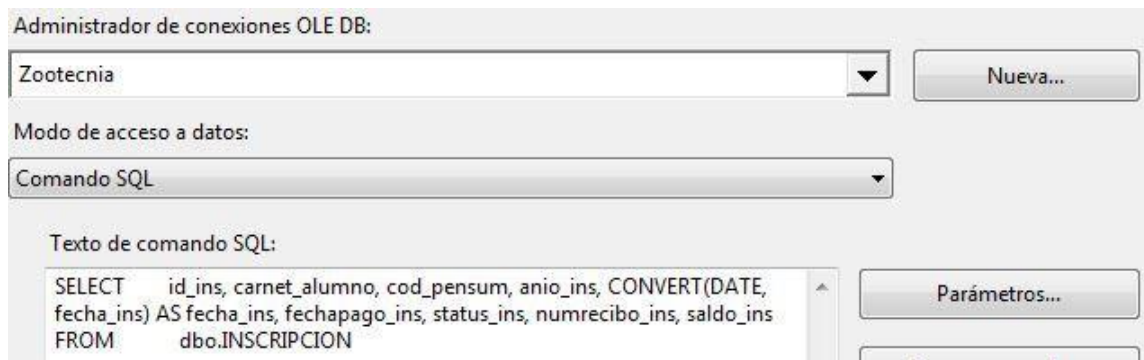 Administrador de conexiones OLE DB:
Zootecnia
Nueva...
Modo de acceso a datos:
Comando SQL
Texto de comando SQL:
SELECT id_ins, carnet_alumno, cod_pensum, anio_ins, CONVERT(DATE,
fecha_ins) AS fecha_ins, fechapago_ins, status_ins, numrecibo_ins, saldo_ins
FROM dbo.INSCRIPCION
Parámetros...